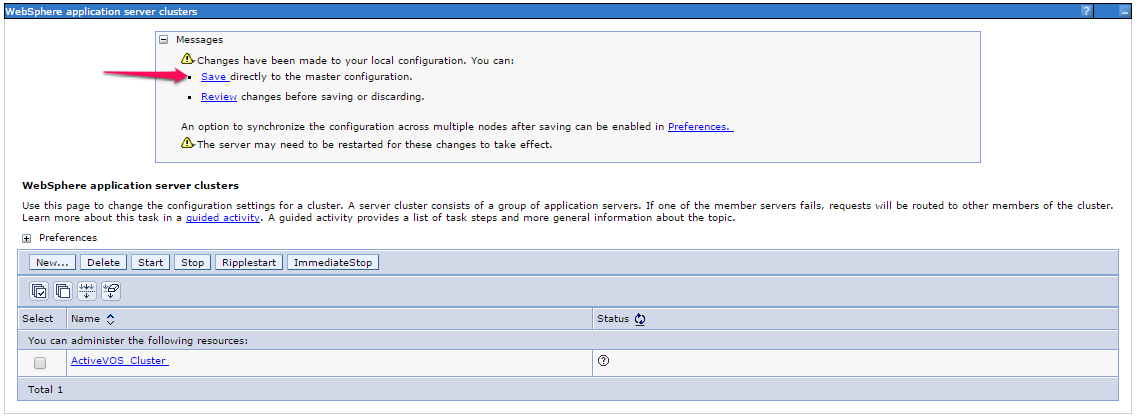 WebSphere application server clusters
?
Messages
Changes have been made to your local configuration. You can:
Save directly to the master configuration.
Review changes before saving or discarding.
An option to synchronize the configuration across multiple nodes after saving can be enabled in Preferences.
The server may need to be restarted for these changes to take effect.
WebSphere application server clusters
Use this page to change the configuration settings for a cluster. A server cluster consists of a group of application servers. If one of the member servers fails, requests will be routed to other members of the cluster.
Learn more about this task in a guided activity. A guided activity provides a list of task steps and more general information about the topic.
Preferences
New... Delete Start Stop Ripplestart ImmediateStop
Select Name Status
You can administer the following resources:
ActiveVOS_Cluster
Total 1